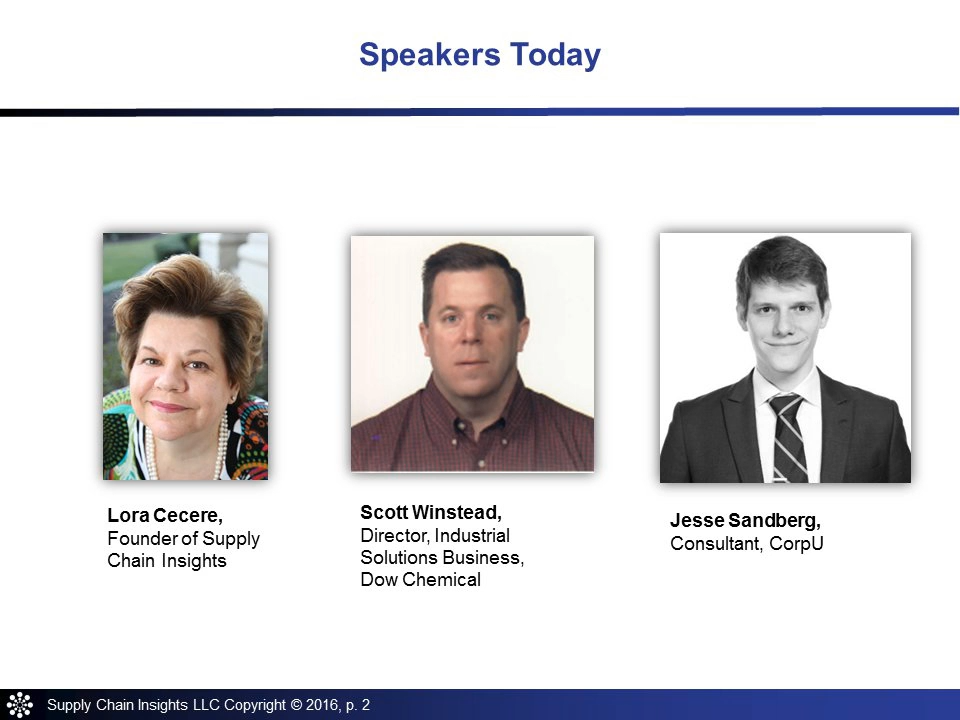 Speakers Today
Lora Cecere,
Founder of Supply
Chain Insights
Scott Winstead,
Director, Industrial
Solutions Business,
Dow Chemical
Jesse Sandberg,
Consultant, CorpU
Supply Chain Insights LLC Copyright © 2016, p. 2